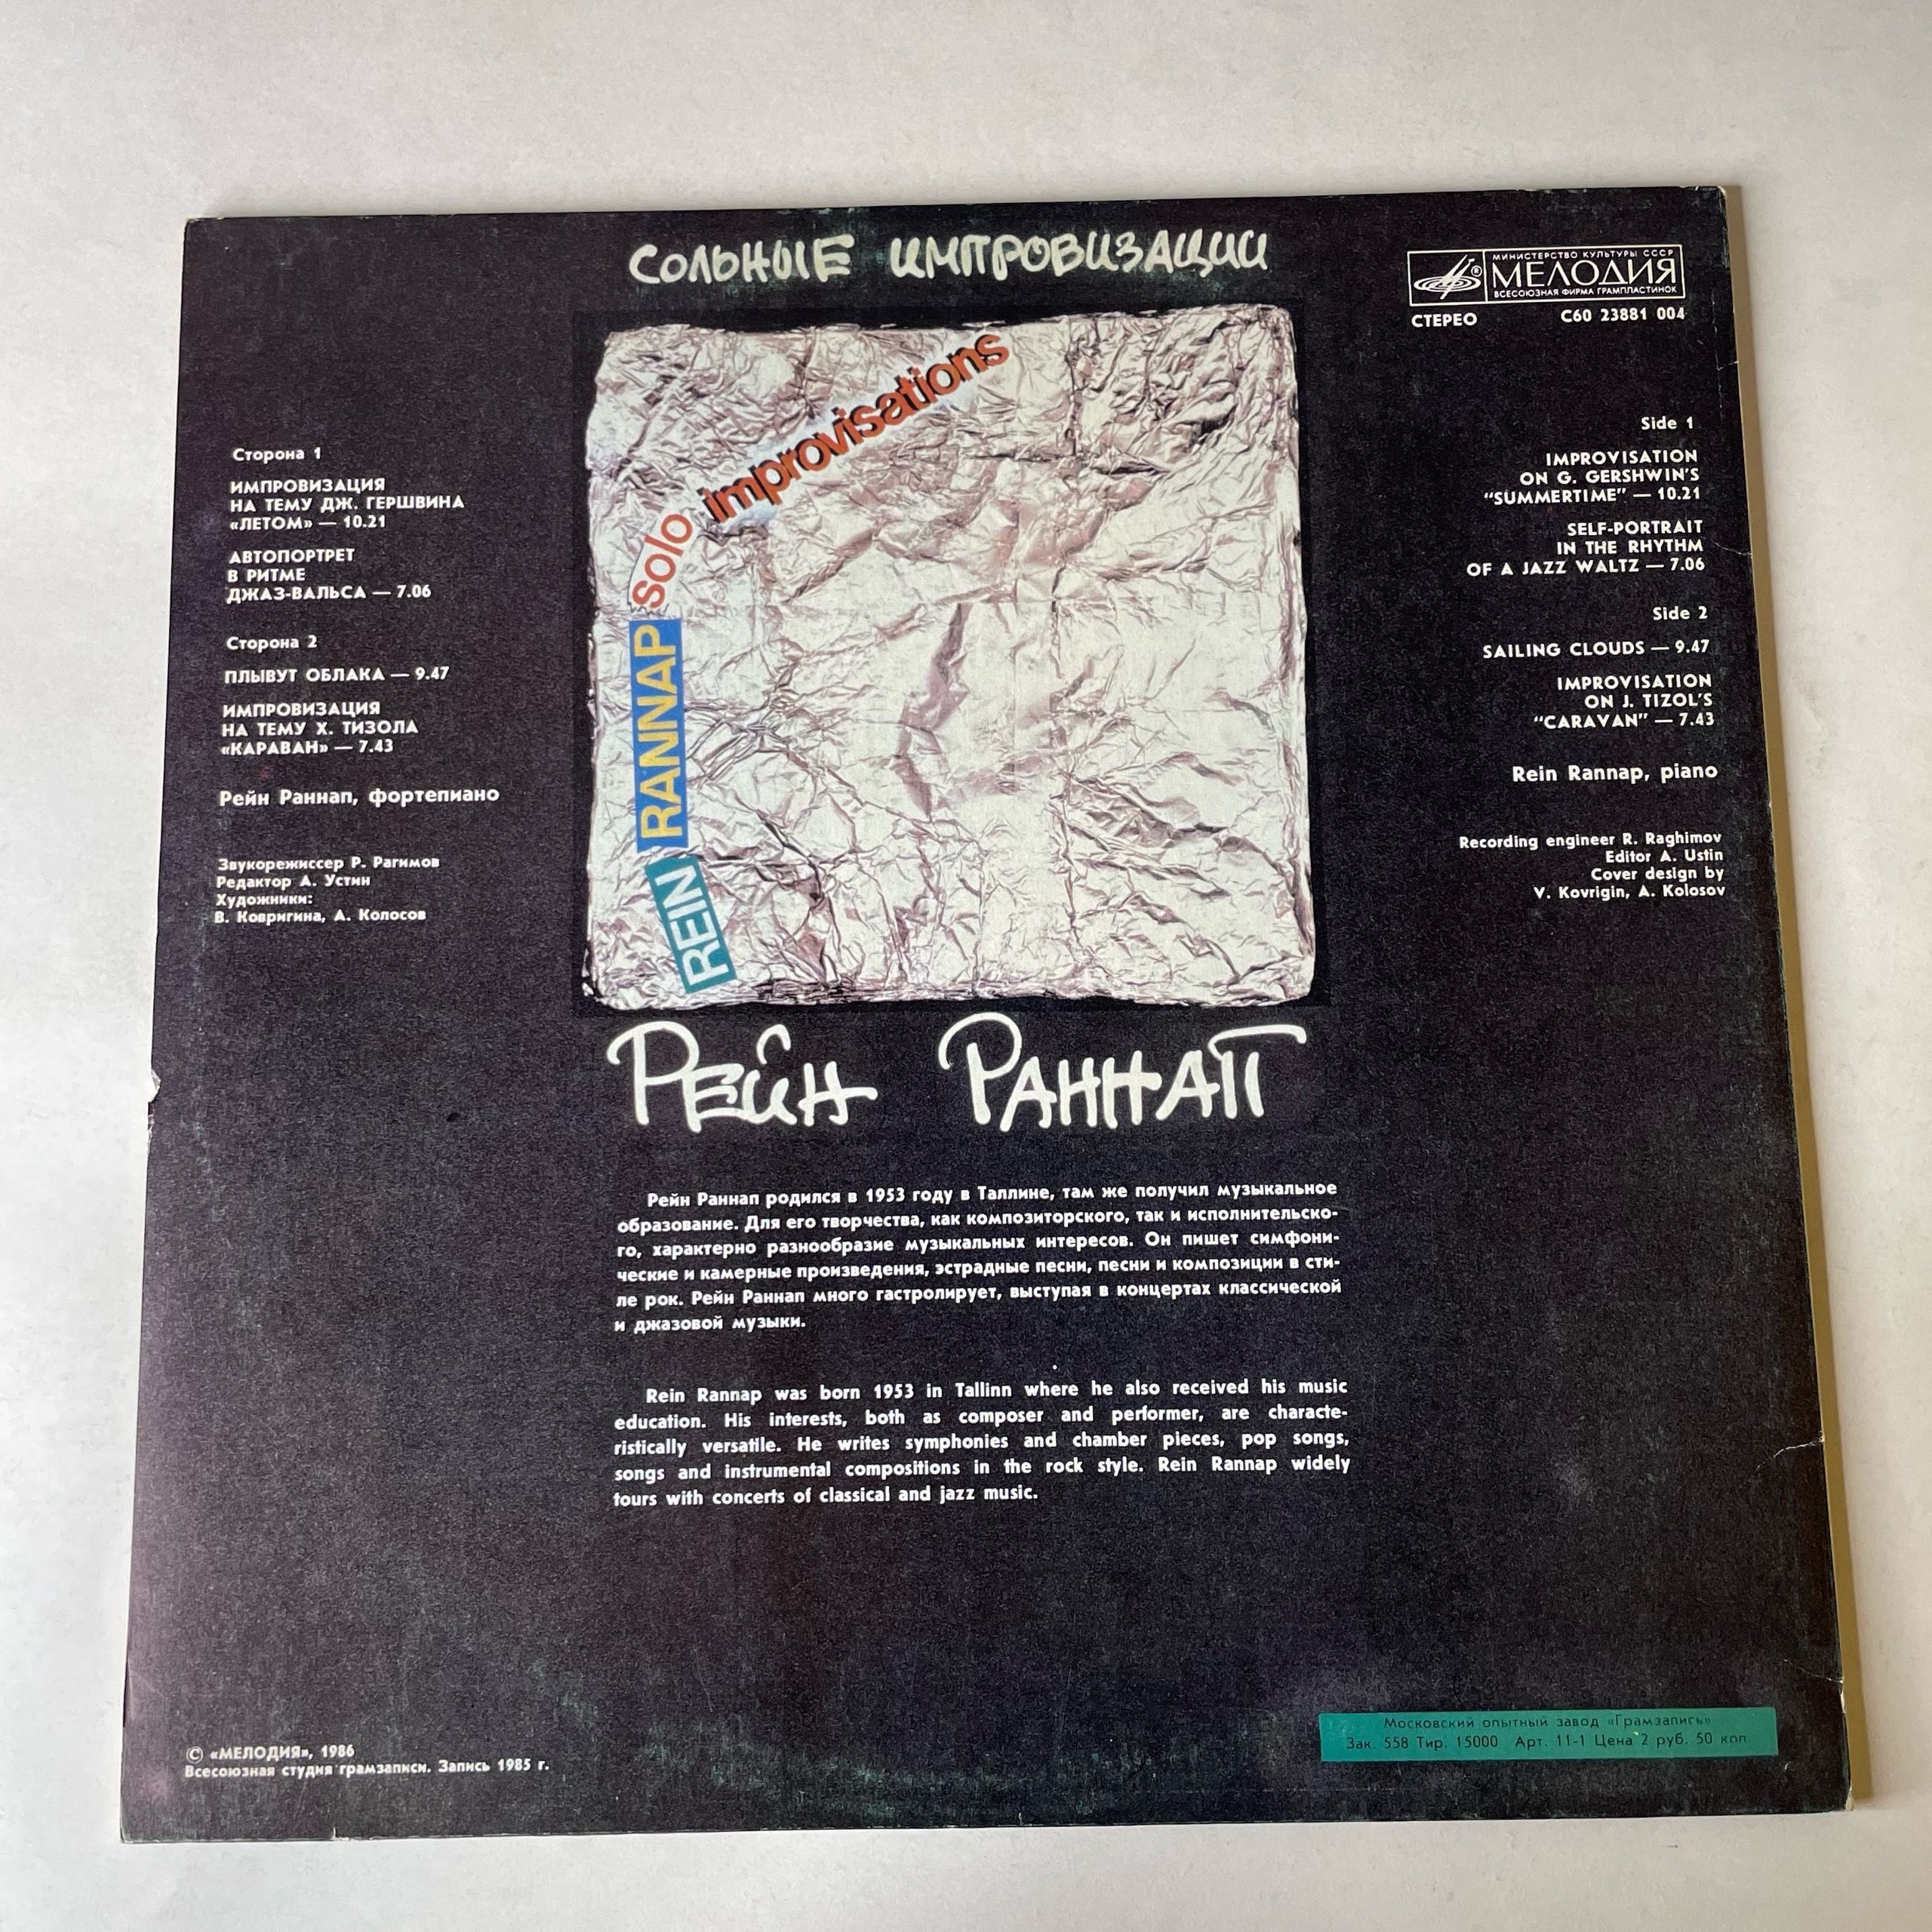 СОЛЬНЫЕ ИМПРОВИЗАЦИИ
МИНИСТЕРСТВО КУЛЬТУРЫ СССР
МЕЛОДИЯ
ВСЕСОЮЗНАЯ ФИРМА ГРАМПЛАСТИНОК
СТЕРЕО С60 23881 004
REIN RANNAP solo improvisations
Сторона 1
ИМПРОВИЗАЦИЯ
НА ТЕМУ ДЖ. ГЕРШВИНА
«ЛЕТОМ» — 10.21
АВТОПОРТРЕТ
В РИТМЕ
ДЖАЗ-ВАЛЬСА — 7.06
Сторона 2
ПЛЫВУТ ОБЛАКА — 9.47
ИМПРОВИЗАЦИЯ
НА ТЕМУ Х. ТИЗОЛА
«КАРАВАН» — 7.43
Рейн Раннап, фортепиано
Звукорежиссер Р. Рагимов
Редактор А. Устин
Художники:
В. Ковригина, А. Колосов
Side 1
IMPROVISATION
ON G. GERSHWIN'S
“SUMMERTIME” — 10.21
SELF-PORTRAIT
IN THE RHYTHM
OF A JAZZ WALTZ — 7.06
Side 2
SAILING CLOUDS — 9.47
IMPROVISATION
ON J. TIZOL'S
“CARAVAN” — 7.43
Rein Rannap, piano
Recording engineer R. Raghimov
Editor A. Ustin
Cover design by
V. Kovrigin, A. Kolosov
РЕЙН РАННАП
Рейн Раннап родился в 1953 году в Таллине, там же получил музыкальное
образование. Для его творчества, как композиторского, так и исполнительско-
го, характерно разнообразие музыкальных интересов. Он пишет симфони-
ческие и камерные произведения, эстрадные песни, песни и композиции в сти-
ле рок. Рейн Раннап много гастролирует, выступая в концертах классической
и джазовой музыки.
Rein Rannap was born 1953 in Tallinn where he also received his music
education. His interests, both as composer and performer, are characte-
ristically versatile. He writes symphonies and chamber pieces, pop songs,
songs and instrumental compositions in the rock style. Rein Rannap widely
tours with concerts of classical and jazz music.
© «МЕЛОДИЯ», 1986
Всесоюзная студия грамзаписи. Запись 1985 г.
Московский опытный завод «Грамзапись»
Зак. 558 Тир. 15000 Арт. 11-1 Цена 2 руб. 50 коп.